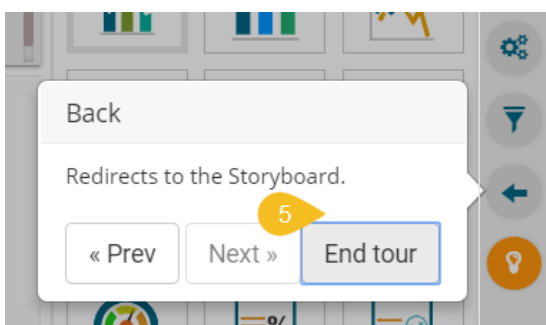 Back
Redirects to the Storyboard.
5
« Prev Next » End tour
%